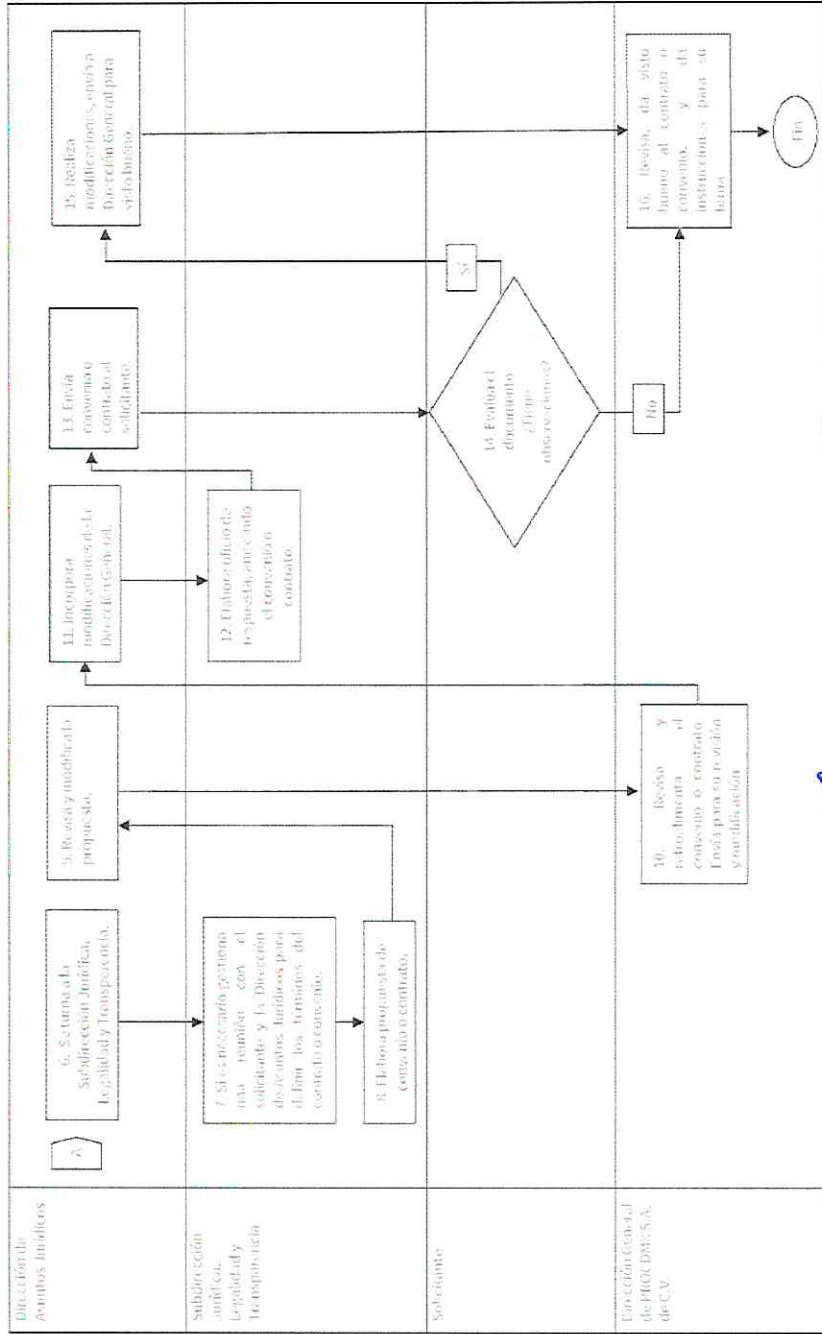 Dirección de
Asuntos Jurídicos
A
6. Se turna a la
Subdirección Jurídica,
Legalidad y Transparencia.
9. Revisa y modifica la
propuesta.
11. Incorpora
modificaciones de la
Dirección General.
13. Envía
convenio o
contrato al
solicitante.
15. Realiza
modificaciones, envía a
Dirección General para
visto bueno.
Subdirección
Jurídica,
Legalidad y
Transparencia
7. Si es necesario gestiona
una reunión con el
solicitante y la Dirección
de Asuntos Jurídicos para
definir los términos del
contrato o convenio.
8. Elabora propuesta de
convenio o contrato.
12. Elabora oficio de
respuesta, anexando
el convenio o
contrato
Solicitante
14. Evalúa el
documento
¿Tiene
observaciones?
Sí
No
Dirección General
de PROCDMX S.A.
de C.V.
10. Revisa y
retroalimenta el
convenio o contrato
Envía para su revisión
y modificación
16. Revisa, da visto
bueno al contrato o
convenio, y da
instrucciones para su
firma
Fin